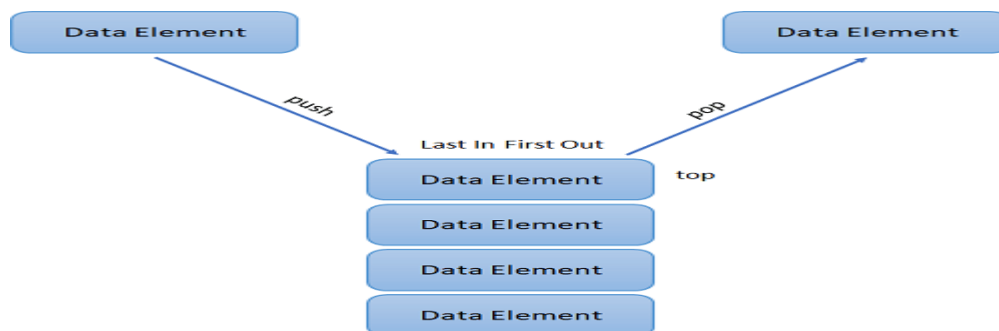 Data Element
Data Element
push
pop
Last In First Out
Data Element
top
Data Element
Data Element
Data Element